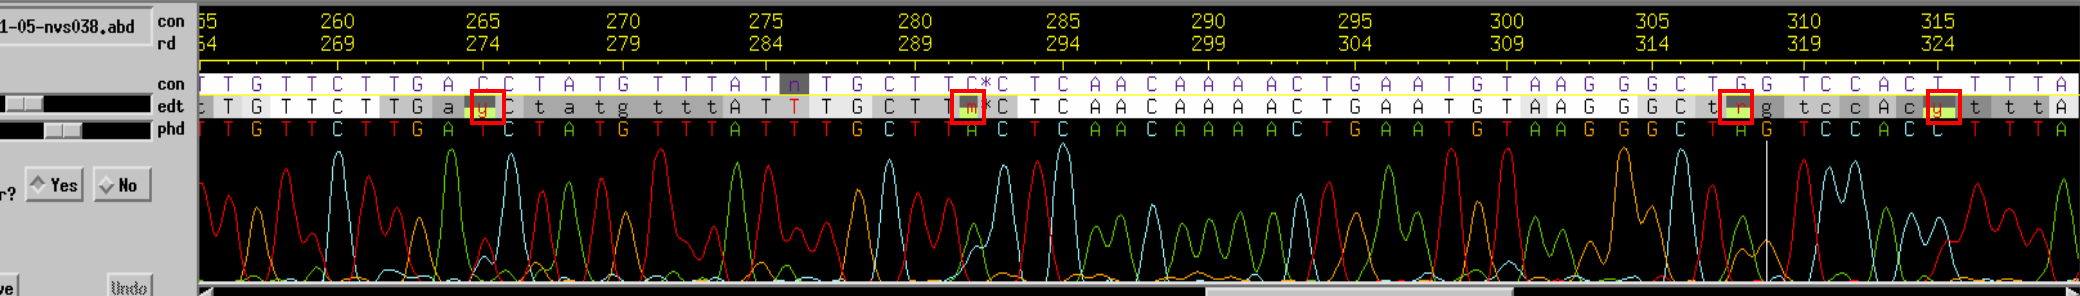 55 260 265 270 275 280 285 290 295 300 305 310 315 con
1-05-nvs038.abd
54 269 274 279 284 289 294 299 304 309 314 319 324 rd
con T T G T T C T T G A C C T A T G T T T A T n T G C T T C * C T C A A C A A A A C T G A A T G T A A G G G C T G G T C C A C T T T T A
edt t T G T T C T T G a y C t a t g t t t A T T T G C T T m * C T C A A C A A A A C T G A A T G T A A G G G C t r g t c c A c y t t t A
phd T T G T T C T T G A T C T A T G T T T A T T T G C T T A C T C A A C A A A A C T G A A T G T A A G G G C T A G T C C A C C T T T A
r? Yes No
ve Undo